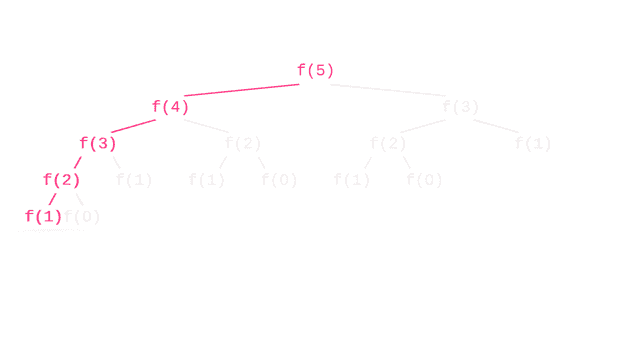 f(5)
f(4) f(3)
f(3) f(2) f(2) f(1)
f(2) f(1) f(1) f(0) f(1) f(0)
f(1) f(0)